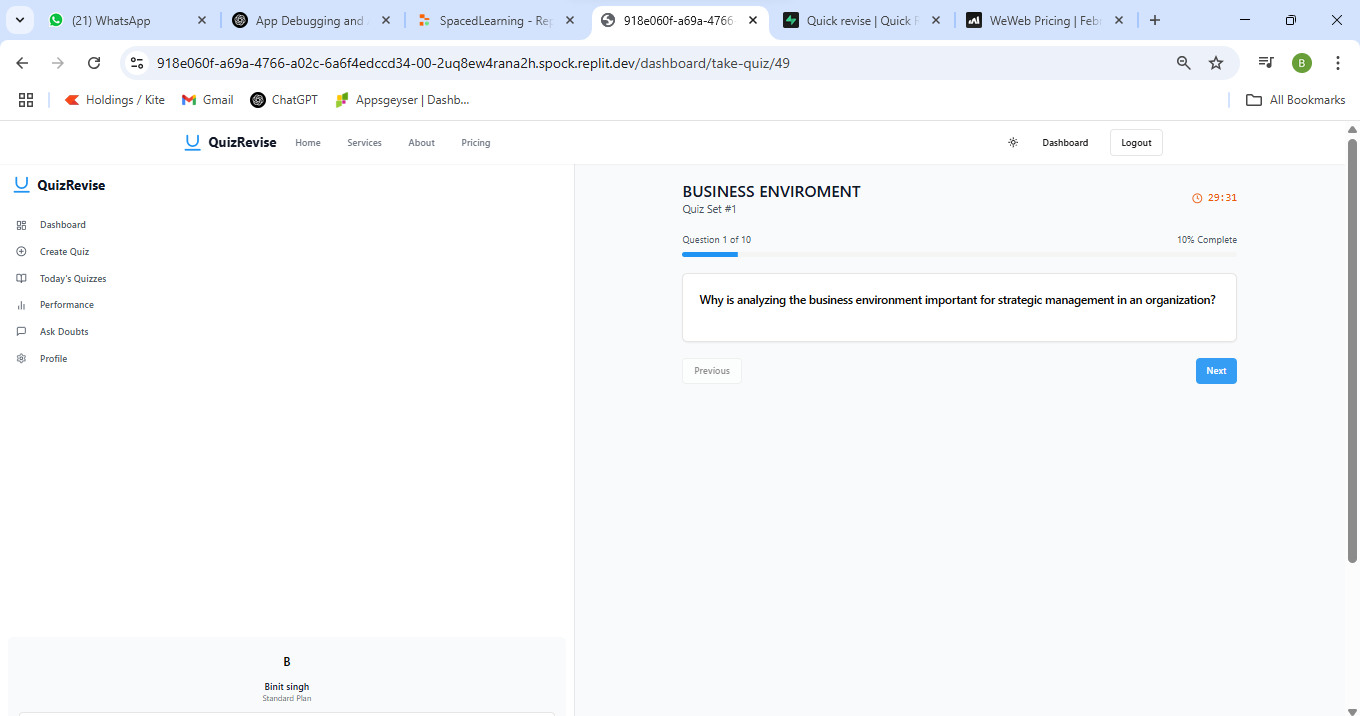 (21) WhatsApp
App Debugging and
SpacedLearning - Rep
918e060f-a69a-4766-
Quick revise | Quick
WeWeb Pricing | Feb
918e060f-a69a-4766-a02c-6a6f4edccd34-00-2uq8ew4rana2h.spock.replit.dev/dashboard/take-quiz/49
B
Holdings / Kite
Gmail
ChatGPT
Appsgeyser | Dashb...
All Bookmarks
QuizRevise
Home
Services
About
Pricing
Dashboard
Logout
QuizRevise
Dashboard
Create Quiz
Today's Quizzes
Performance
Ask Doubts
Profile
B
Binit singh
Standard Plan
BUSINESS ENVIROMENT
29:31
Quiz Set #1
Question 1 of 10
10% Complete
Why is analyzing the business environment important for strategic management in an organization?
Previous
Next